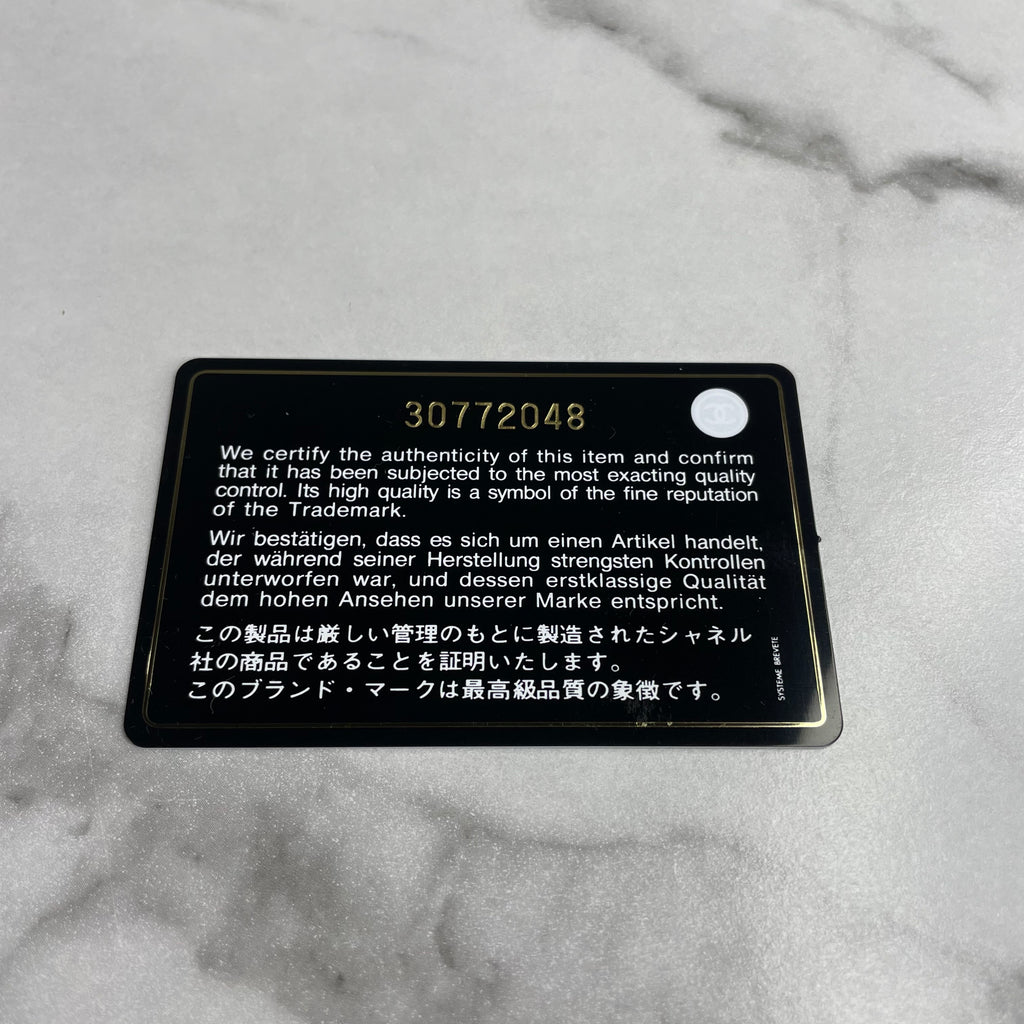 30772048
We certify the authenticity of this item and confirm
that it has been subjected to the most exacting quality
control. Its high quality is a symbol of the fine reputation
of the Trademark.
Wir bestätigen, dass es sich um einen Artikel handelt,
der während seiner Herstellung strengsten Kontrollen
unterworfen war, und dessen erstklassige Qualität
dem hohen Ansehen unserer Marke entspricht.
この製品は厳しい管理のもとに製造されたシャネル
社の商品であることを証明いたします。
このブランド・マークは最高級品質の象徴です。
SYSTEME BREVETE